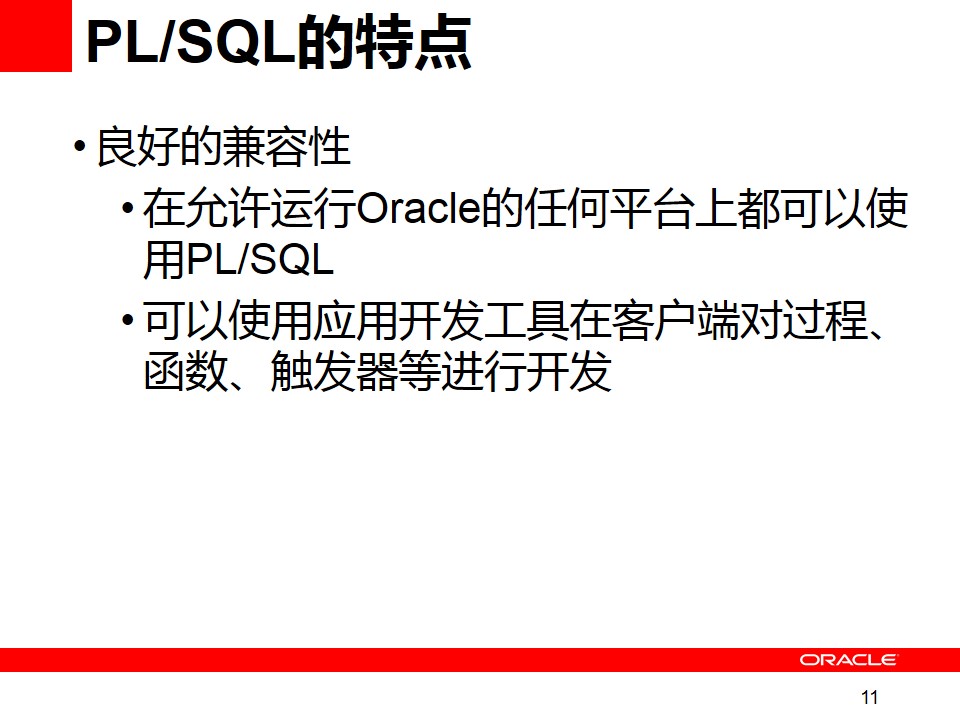 PL/SQL的特点
• 良好的兼容性
• 在允许运行Oracle的任何平台上都可以使
用PL/SQL
• 可以使用应用开发工具在客户端对过程、
函数、触发器等进行开发
ORACLE
11